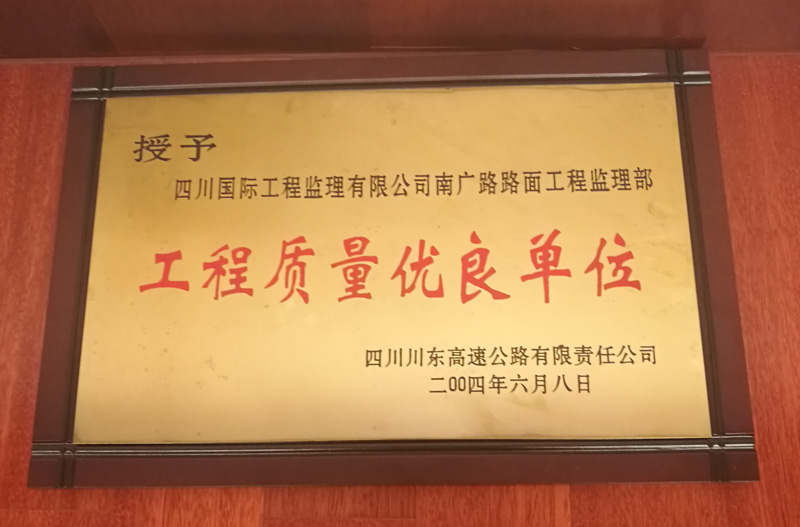 授予
四川国际工程监理有限公司南广路路面工程监理部
工程质量优良单位
四川川东高速公路有限责任公司
二00四年六月八日